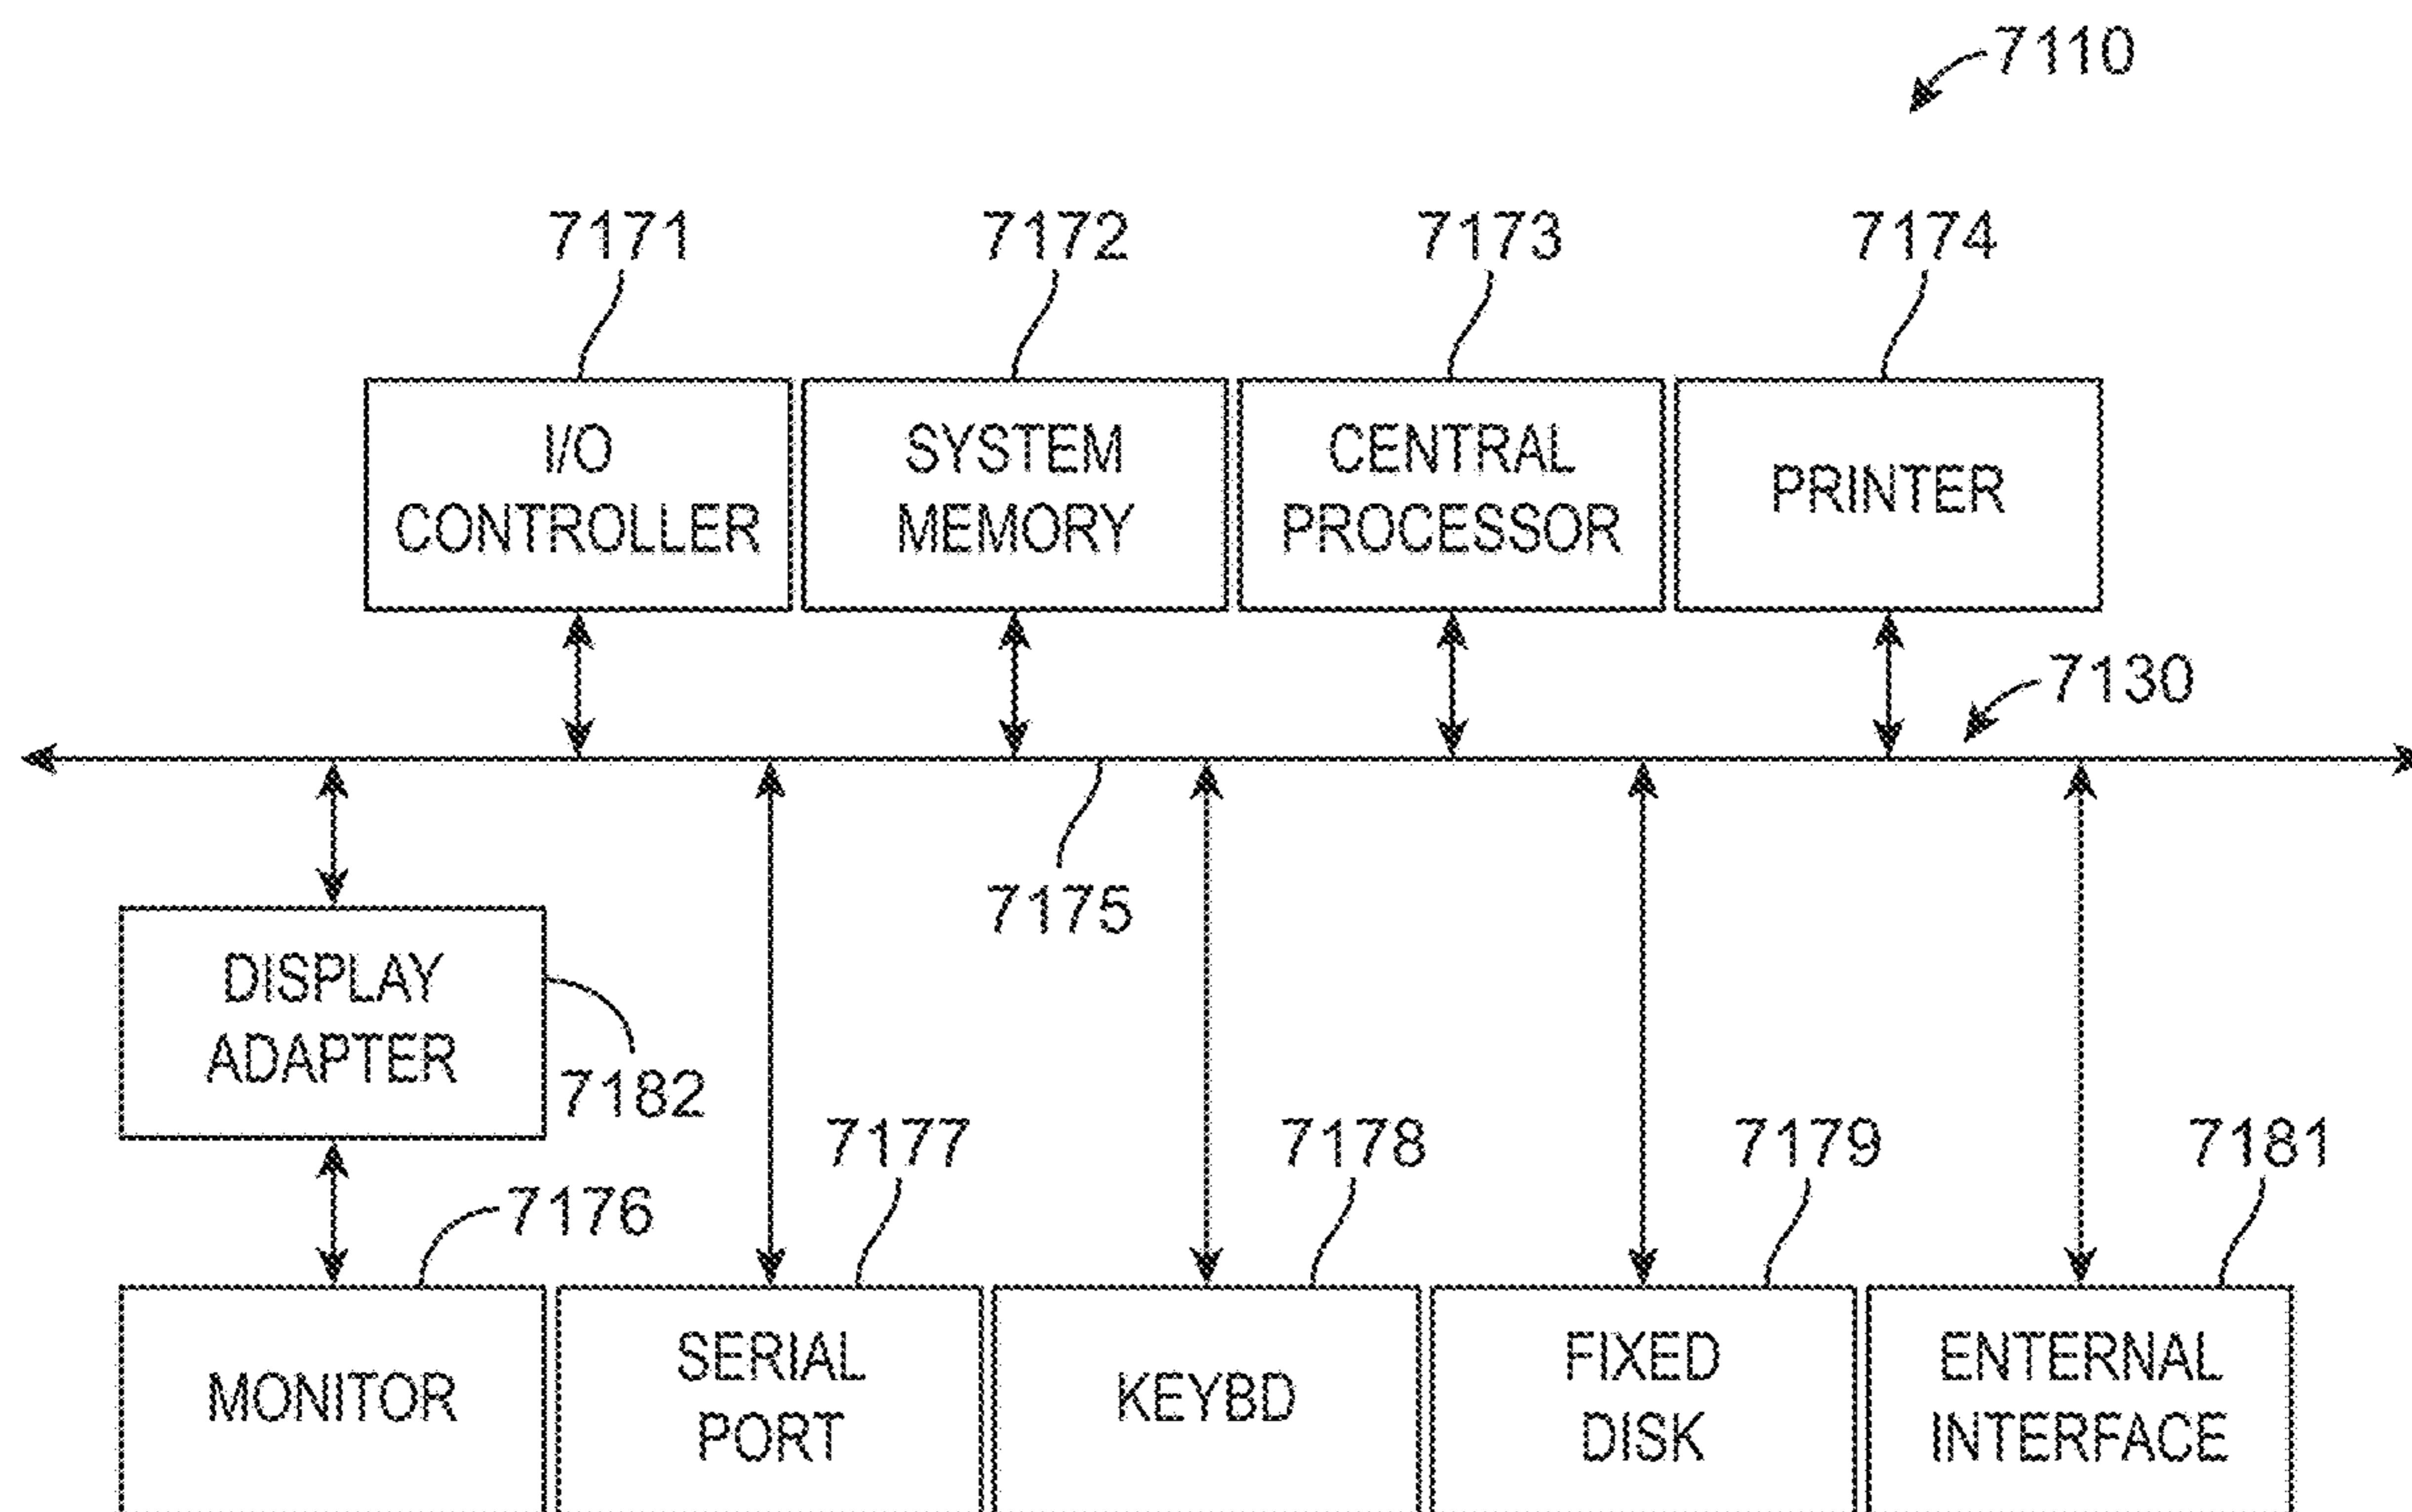 7110
7171
7172
7173
7174
I/O
CONTROLLER
SYSTEM
MEMORY
CENTRAL
PROCESSOR
PRINTER
7130
7175
DISPLAY
ADAPTER
7182
7176
7177
7178
7179
7181
MONITOR
SERIAL
PORT
KEYBD
FIXED
DISK
ENTERNAL
INTERFACE